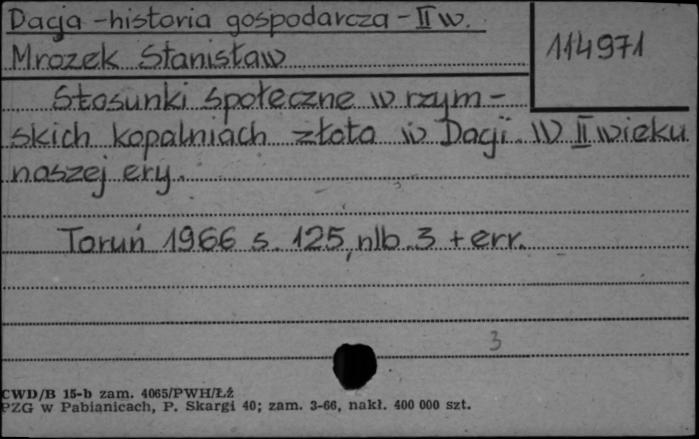 Dacja - historia gospodarcza - II w.
114971
Mrozek Stanisław
Stosunki społeczne w rzym-
skich kopalniach złota w Dacji w II wieku
naszej ery.
Toruń 1966 s. 125, nlb. 3 + err.
3
CWD/B 15-b zam. 4065/PWH/Łź
PZG w Pabianicach, P. Skargi 40; zam. 3-66, nakł. 400 000 szt.